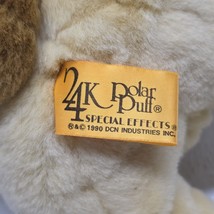 24K Polar
Puff®
SPECIAL EFFECTS®
®&© 1990 DCN INDUSTRIES INC.